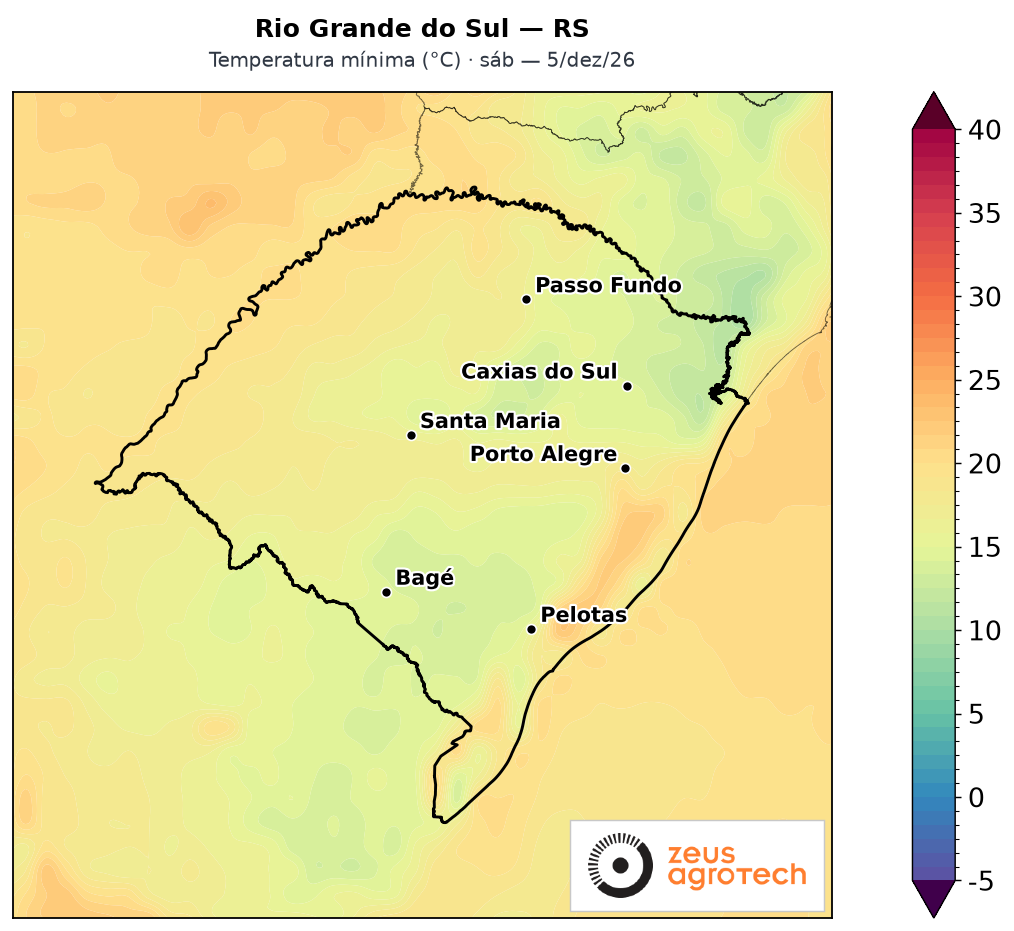 Rio Grande do Sul — RS
Temperatura mínima (°C) · sáb — 5/dez/26
Passo Fundo
Caxias do Sul
Santa Maria
Porto Alegre
Bagé
Pelotas
40
35
30
25
20
15
10
5
0
-5
zeus
agrotech